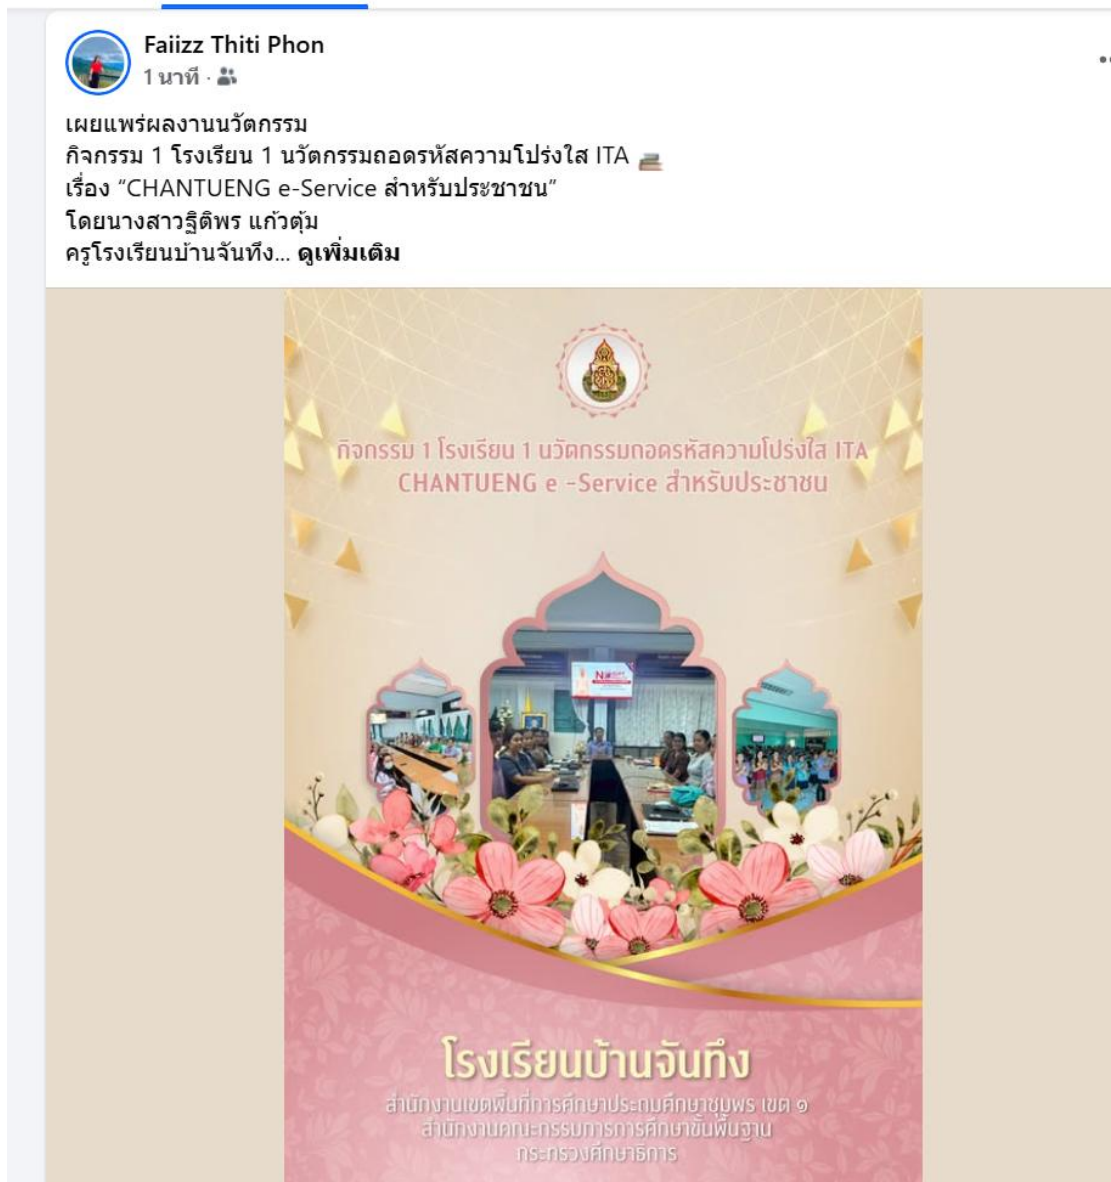 Faiizz Thiti Phon
1 นาที ·
เผยแพร่ผลงานนวัตกรรม
กิจกรรม 1 โรงเรียน 1 นวัตกรรมถอดรหัสความโปร่งใส ITA
เรื่อง “CHANTUENG e-Service สำหรับประชาชน”
โดยนางสาวฐิติพร แก้วตุ้ม
ครูโรงเรียนบ้านจันทึง... ดูเพิ่มเติม
กิจกรรม 1 โรงเรียน 1 นวัตกรรมถอดรหัสความโปร่งใส ITA
CHANTUENG e -Service สำหรับประชาชน
โรงเรียนบ้านจันทึง
สำนักงานเขตพื้นที่การศึกษาประถมศึกษาชุมพร เขต ๑
สำนักงานคณะกรรมการการศึกษาขั้นพื้นฐาน
กระทรวงศึกษาธิการ